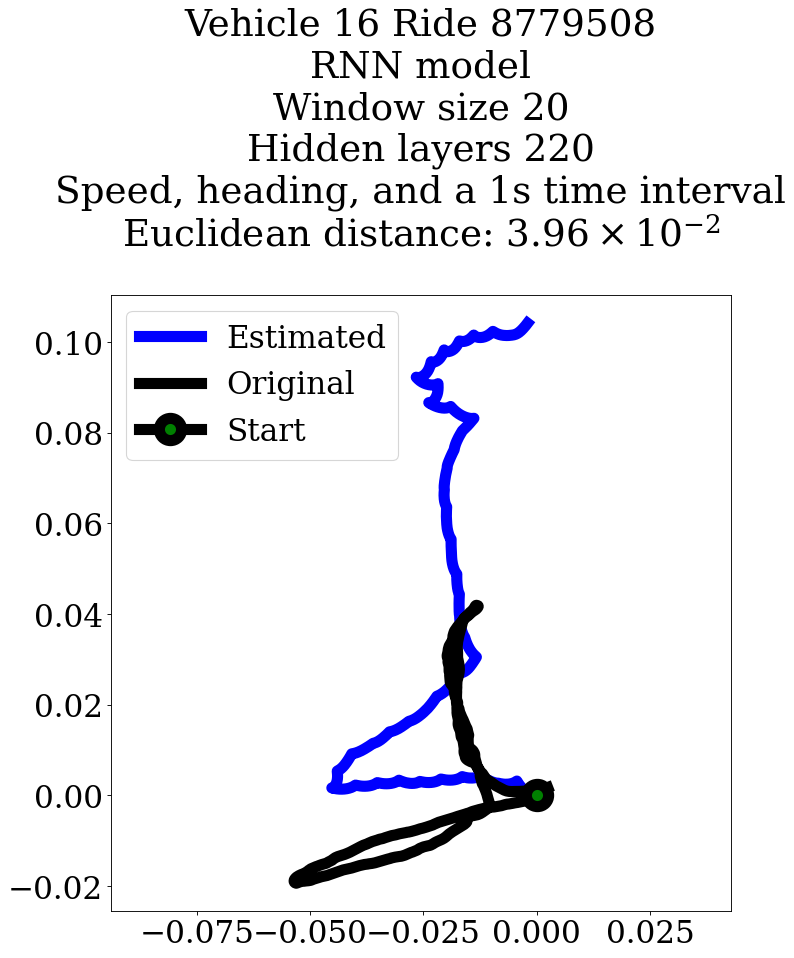 Vehicle 16 Ride 8779508
RNN model
Window size 20
Hidden layers 220
Speed, heading, and a 1s time interval
Euclidean distance: 3.96 × 10⁻²
Estimated
Original
Start
0.10
0.08
0.06
0.04
0.02
0.00
−0.02
−0.075 −0.050 −0.025 0.000 0.025